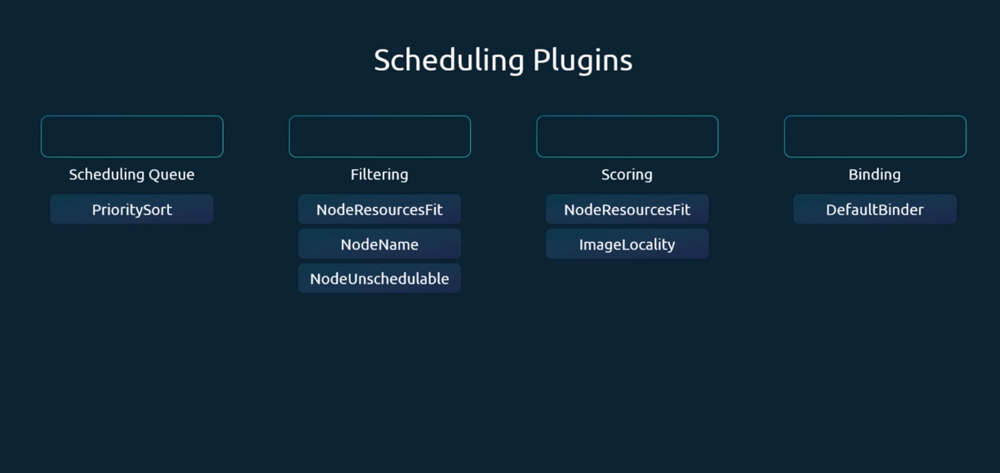 Scheduling Plugins
Scheduling Queue
PrioritySort
Filtering
NodeResourcesFit
NodeName
NodeUnschedulable
Scoring
NodeResourcesFit
ImageLocality
Binding
DefaultBinder